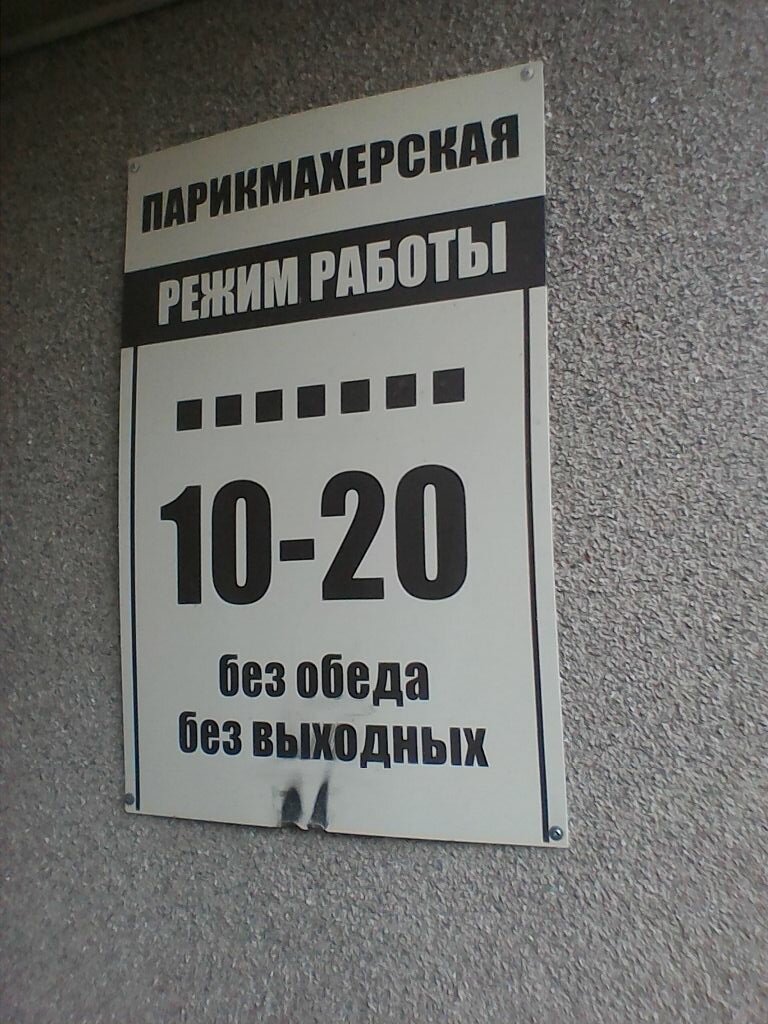 ПАРИКМАХЕРСКАЯ
РЕЖИМ РАБОТЫ
10-20
без обеда
без выходных